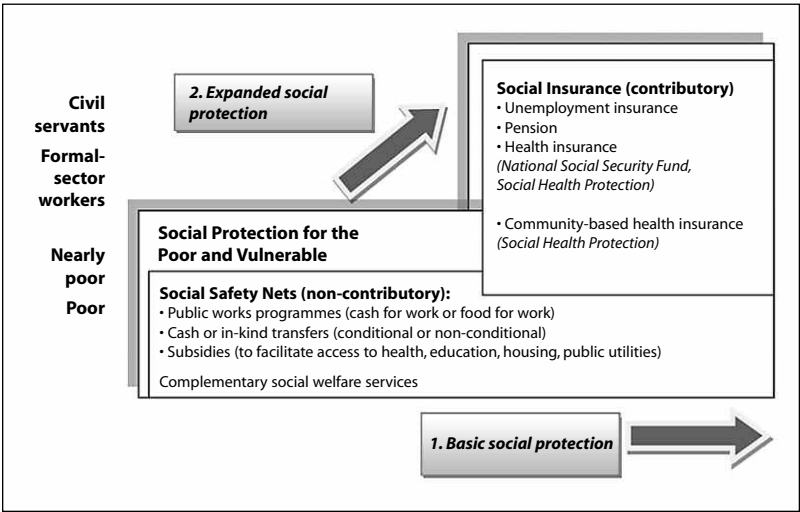 Civil
servants
Formal-
sector
workers
Nearly
poor
Poor
2. Expanded social
protection
Social Insurance (contributory)
• Unemployment insurance
• Pension
• Health insurance
(National Social Security Fund,
Social Health Protection)
• Community-based health insurance
(Social Health Protection)
Social Protection for the
Poor and Vulnerable
Social Safety Nets (non-contributory):
• Public works programmes (cash for work or food for work)
• Cash or in-kind transfers (conditional or non-conditional)
• Subsidies (to facilitate access to health, education, housing, public utilities)
Complementary social welfare services
1. Basic social protection